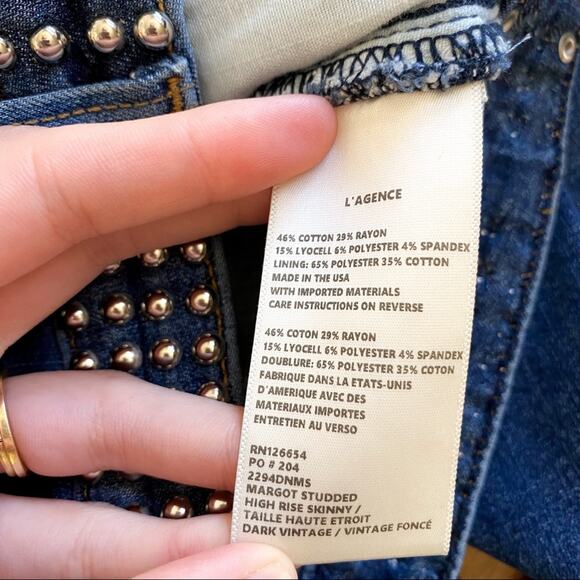 L'AGENCE
46% COTTON 29% RAYON
15% LYOCELL 6% POLYESTER 4% SPANDEX
LINING: 65% POLYESTER 35% COTTON
MADE IN THE USA
WITH IMPORTED MATERIALS
CARE INSTRUCTIONS ON REVERSE
46% COTON 29% RAYON
15% LYOCELL 6% POLYESTER 4% SPANDEX
DOUBLURE: 65% POLYESTER 35% COTON
FABRIQUE DANS LA ETATS-UNIS
D'AMERIQUE AVEC DES
MATERIAUX IMPORTES
ENTRETIEN AU VERSO
RN126654
PO # 204
2294DNMS
MARGOT STUDDED
HIGH RISE SKINNY /
TAILLE HAUTE ETROIT
DARK VINTAGE / VINTAGE FONCÉ